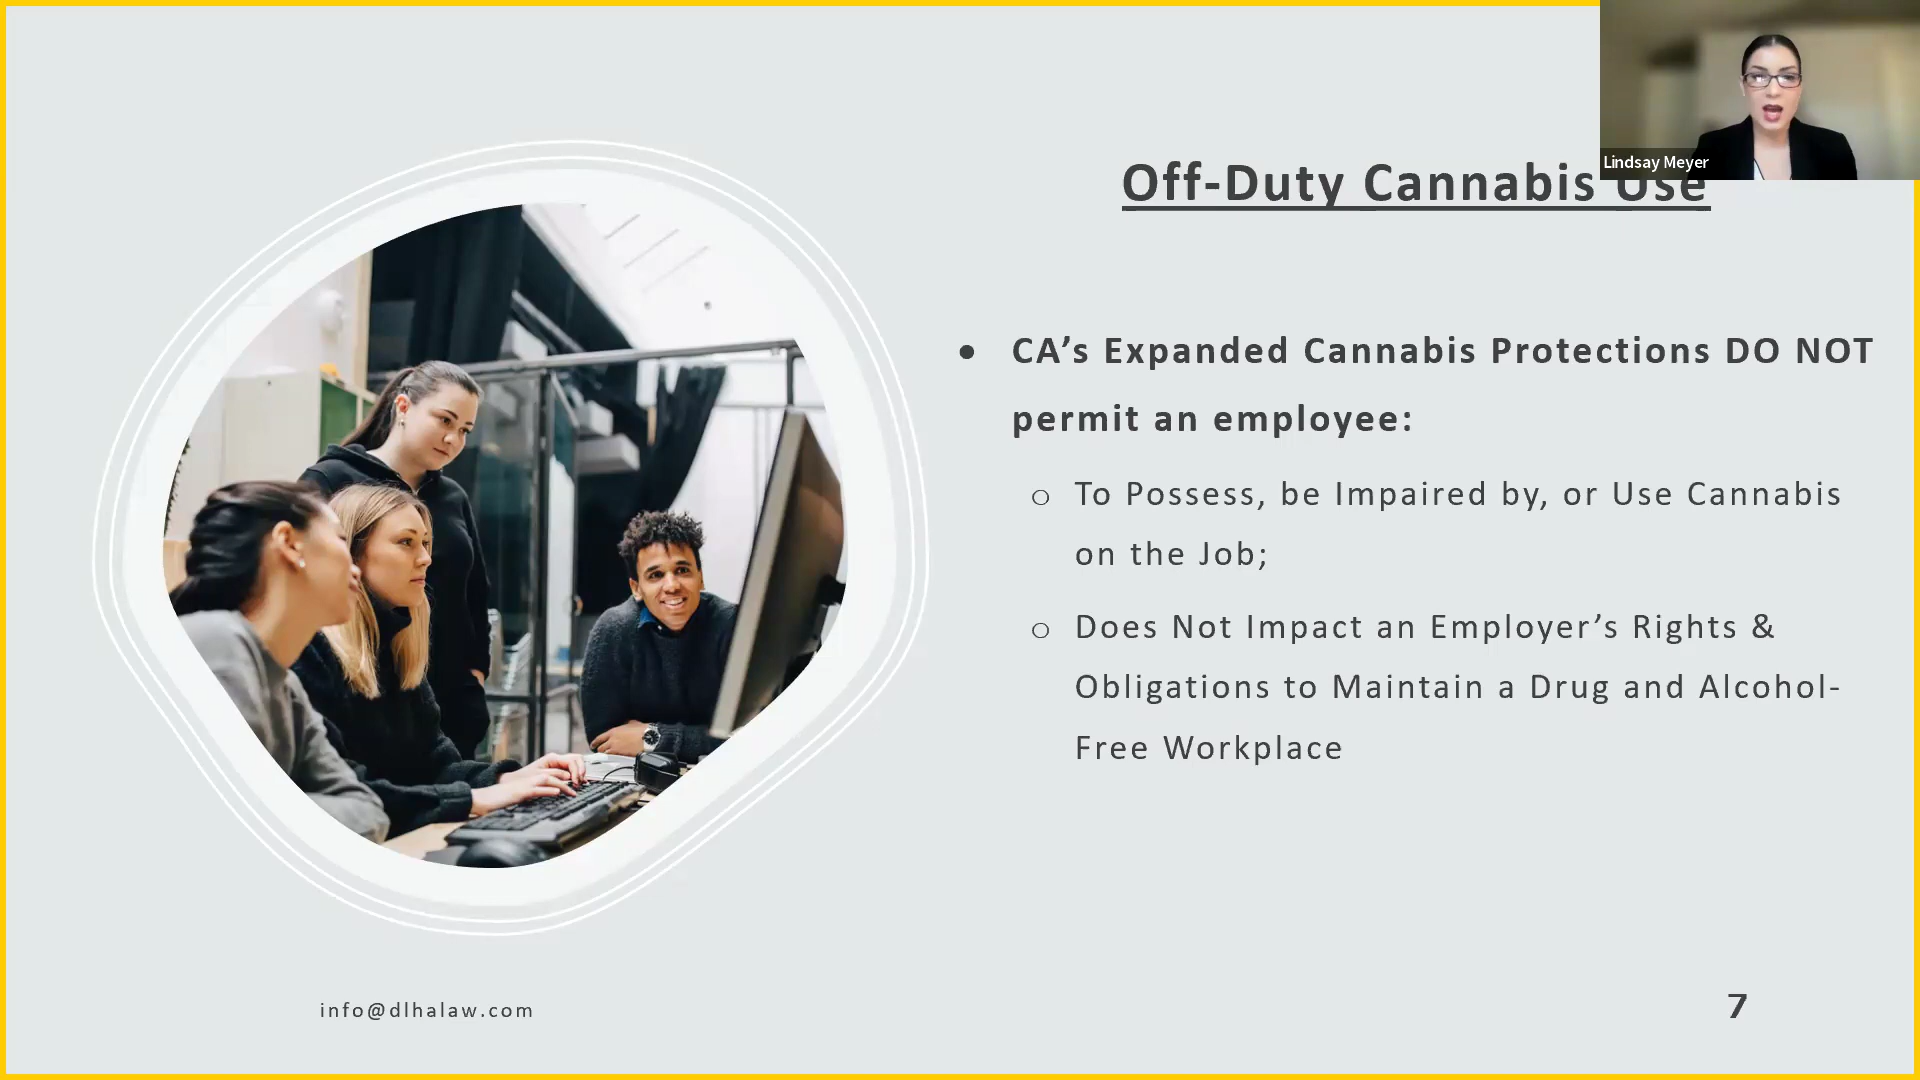 Lindsay Meyer
Off-Duty Cannabis Use
• CA’s Expanded Cannabis Protections DO NOT
permit an employee:
o To Possess, be Impaired by, or Use Cannabis
on the Job;
o Does Not Impact an Employer’s Rights &
Obligations to Maintain a Drug and Alcohol-
Free Workplace
info@dlhalaw.com
7